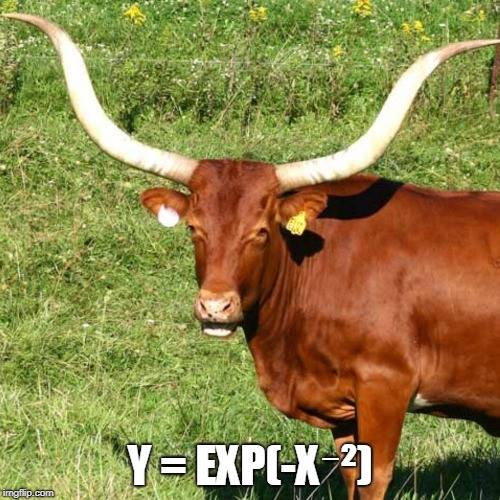 Y = EXP(-X⁻²)
imgflip.com